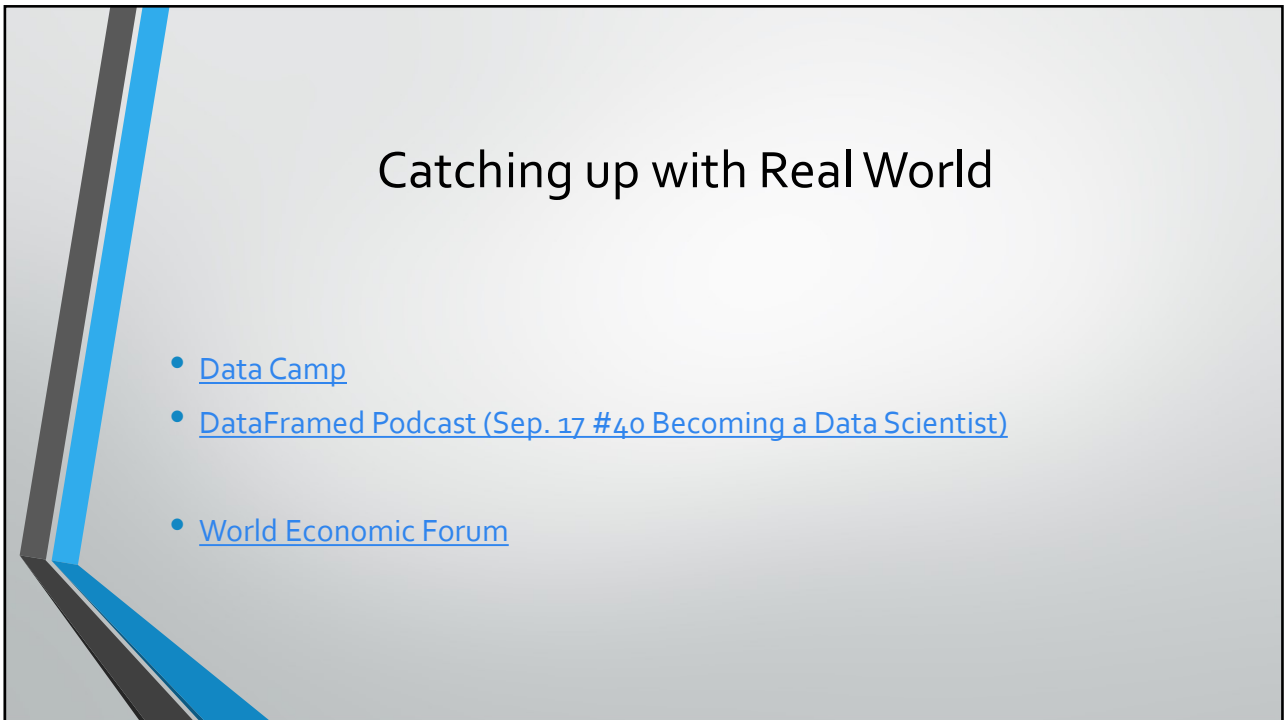 Catching up with Real World
• Data Camp
• DataFramed Podcast (Sep. 17 #40 Becoming a Data Scientist)
• World Economic Forum